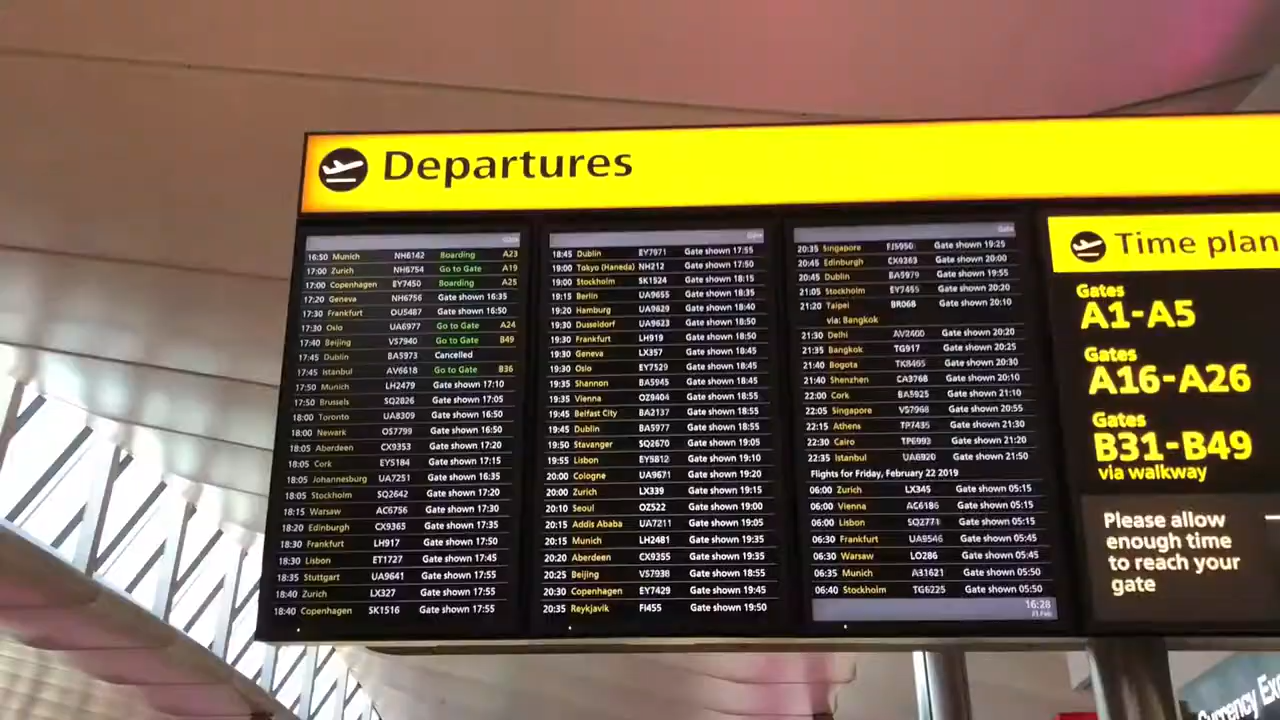 Departures
Gate
16:50 Munich NH6142 Boarding A23
17:00 Zurich NH6754 Go to Gate A19
17:00 Copenhagen EY7450 Boarding A25
17:20 Geneva NH6756 Gate shown 16:35
17:30 Frankfurt OU5487 Gate shown 16:50
17:30 Oslo UA6977 Go to Gate A24
17:40 Beijing VS7940 Go to Gate B49
17:45 Dublin BA5973 Cancelled
17:45 Istanbul AV6618 Go to Gate B36
17:50 Munich LH2479 Gate shown 17:10
17:50 Brussels SQ2826 Gate shown 17:05
18:00 Toronto UA8309 Gate shown 16:50
18:00 Newark OS7799 Gate shown 16:50
18:05 Aberdeen CX9353 Gate shown 17:20
18:05 Cork EY5184 Gate shown 17:15
18:05 Johannesburg UA7251 Gate shown 16:35
18:05 Stockholm SQ2642 Gate shown 17:20
18:15 Warsaw AC6756 Gate shown 17:30
18:20 Edinburgh CX9365 Gate shown 17:35
18:30 Frankfurt LH917 Gate shown 17:50
18:30 Lisbon ET1727 Gate shown 17:45
18:35 Stuttgart UA9641 Gate shown 17:55
18:40 Zurich LX327 Gate shown 17:55
18:40 Copenhagen SK1516 Gate shown 17:55
Gate
18:45 Dublin EY7971 Gate shown 17:55
19:00 Tokyo (Haneda) NH212 Gate shown 17:50
19:00 Stockholm SK1524 Gate shown 18:15
19:15 Berlin UA9655 Gate shown 18:35
19:20 Hamburg UA9829 Gate shown 18:40
19:30 Dusseldorf UA9623 Gate shown 18:50
19:30 Frankfurt LH919 Gate shown 18:50
19:30 Geneva LX357 Gate shown 18:45
19:30 Oslo EY7529 Gate shown 18:45
19:35 Shannon BA5945 Gate shown 18:45
19:35 Vienna OZ9404 Gate shown 18:55
19:45 Belfast City BA2137 Gate shown 18:55
19:45 Dublin BA5977 Gate shown 18:55
19:50 Stavanger SQ2670 Gate shown 19:05
19:55 Lisbon EY5812 Gate shown 19:10
20:00 Cologne UA9671 Gate shown 19:20
20:00 Zurich LX339 Gate shown 19:15
20:10 Seoul OZ522 Gate shown 19:00
20:15 Addis Ababa UA7211 Gate shown 19:05
20:15 Munich LH2481 Gate shown 19:35
20:20 Aberdeen CX9355 Gate shown 19:35
20:25 Beijing VS7938 Gate shown 18:55
20:30 Copenhagen EY7429 Gate shown 19:45
20:35 Reykjavik FI455 Gate shown 19:50
Gate
20:35 Singapore FJ5950 Gate shown 19:25
20:45 Edinburgh CX9363 Gate shown 20:00
20:45 Dublin BA5979 Gate shown 19:55
21:05 Stockholm EY7455 Gate shown 20:15
21:20 Taipei BR068 Gate shown 20:10
via: Bangkok
21:30 Delhi AV2400 Gate shown 20:20
21:35 Bangkok TG917 Gate shown 20:25
21:40 Bogota TK8465 Gate shown 20:30
21:40 Shenzhen CA3768 Gate shown 20:10
22:00 Cork BA5925 Gate shown 21:10
22:05 Singapore VS7968 Gate shown 20:55
22:15 Athens TP7435 Gate shown 21:30
22:30 Cairo TP6993 Gate shown 21:20
22:35 Istanbul UA6920 Gate shown 21:50
Flights for Friday, February 22 2019
06:00 Zurich LX345 Gate shown 05:15
06:00 Vienna AC6186 Gate shown 05:15
06:00 Lisbon SQ2771 Gate shown 05:15
06:30 Frankfurt UA9546 Gate shown 05:45
06:30 Warsaw LO286 Gate shown 05:45
06:35 Munich A31621 Gate shown 05:50
06:40 Stockholm TG6225 Gate shown 05:50
16:28
21 Feb
Time plan
Gates
A1-A5
Gates
A16-A26
Gates
B31-B49
via walkway
Please allow
enough time
to reach your
gate
Currency Exc